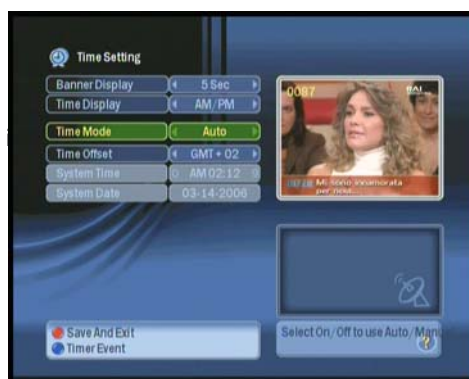 Time Setting
Banner Display 5 Sec
Time Display AM/PM
Time Mode Auto
Time Offset GMT + 02
System Time AM 02:12
System Date 03-14-2006
0087 RAI
Mi sono innamorata
per noia...
Save And Exit
Timer Event
Select On/Off to use Auto/Manu
?